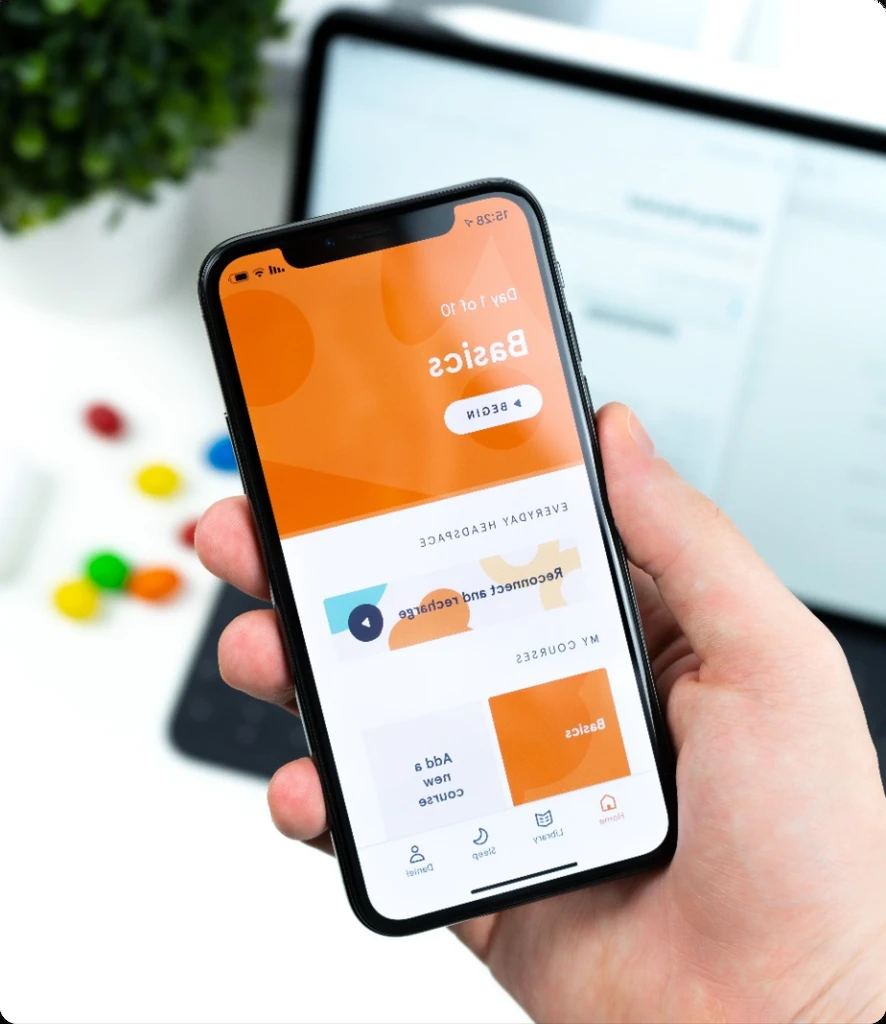 15:28
Day 1 of 10
Basics
BEGIN
EVERYDAY HEADSPACE
Reconnect and recharge
MY COURSES
Basics
Add a
new
course
Home
Library
Sleep
Daniel